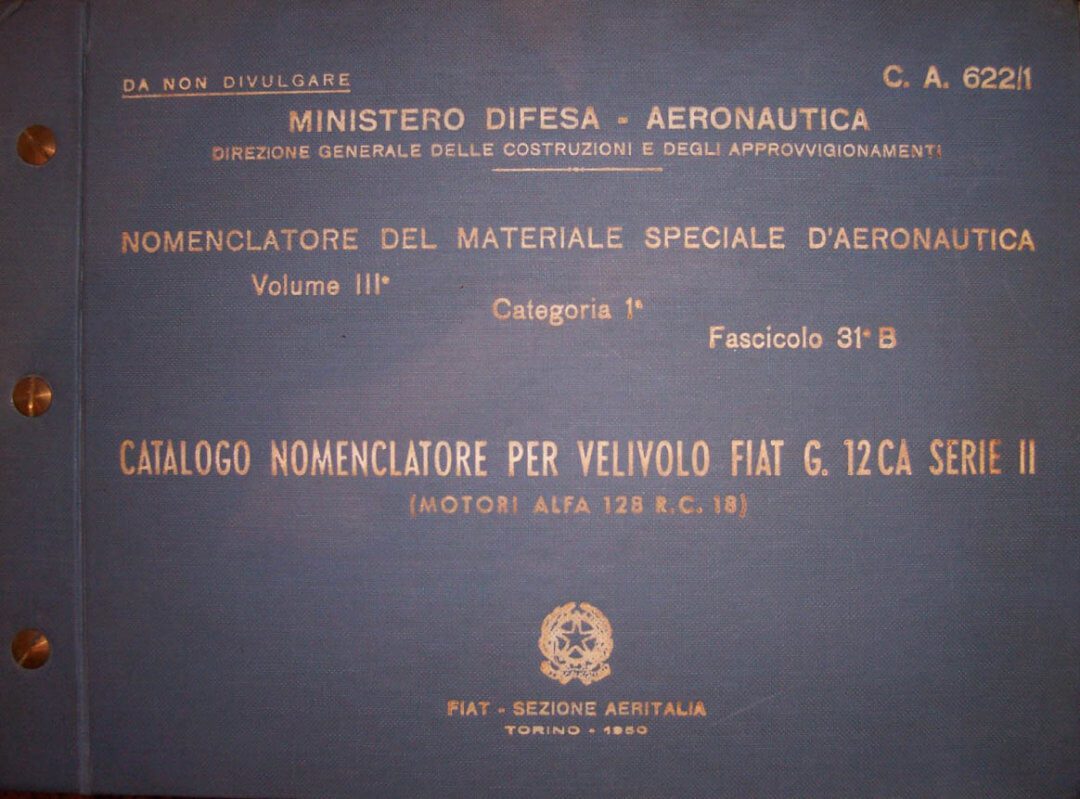 DA NON DIVULGARE
C. A. 622/1
MINISTERO DIFESA - AERONAUTICA
DIREZIONE GENERALE DELLE COSTRUZIONI E DEGLI APPROVVIGIONAMENTI
NOMENCLATORE DEL MATERIALE SPECIALE D'AERONAUTICA
Volume III°
Categoria 1ª
Fascicolo 31° B
CATALOGO NOMENCLATORE PER VELIVOLO FIAT G. 12CA SERIE II
(MOTORI ALFA 128 R.C. 18)
FIAT - SEZIONE AERITALIA
TORINO - 1950